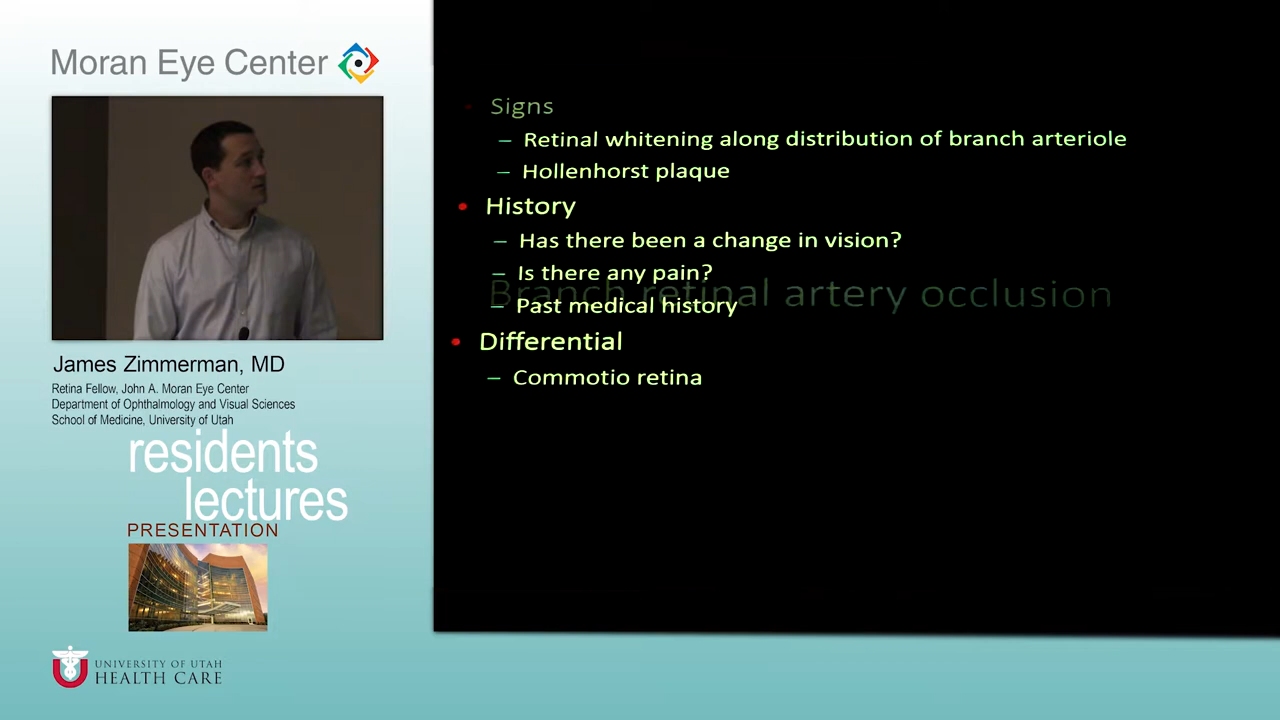 Moran Eye Center
James Zimmerman, MD
Retina Fellow, John A. Moran Eye Center
Department of Ophthalmology and Visual Sciences
School of Medicine, University of Utah
residents
lectures
PRESENTATION
UNIVERSITY OF UTAH
HEALTH CARE
• Signs
– Retinal whitening along distribution of branch arteriole
– Hollenhorst plaque
• History
– Has there been a change in vision?
– Is there any pain?
Branch retinal artery occlusion
– Past medical history
• Differential
– Commotio retina